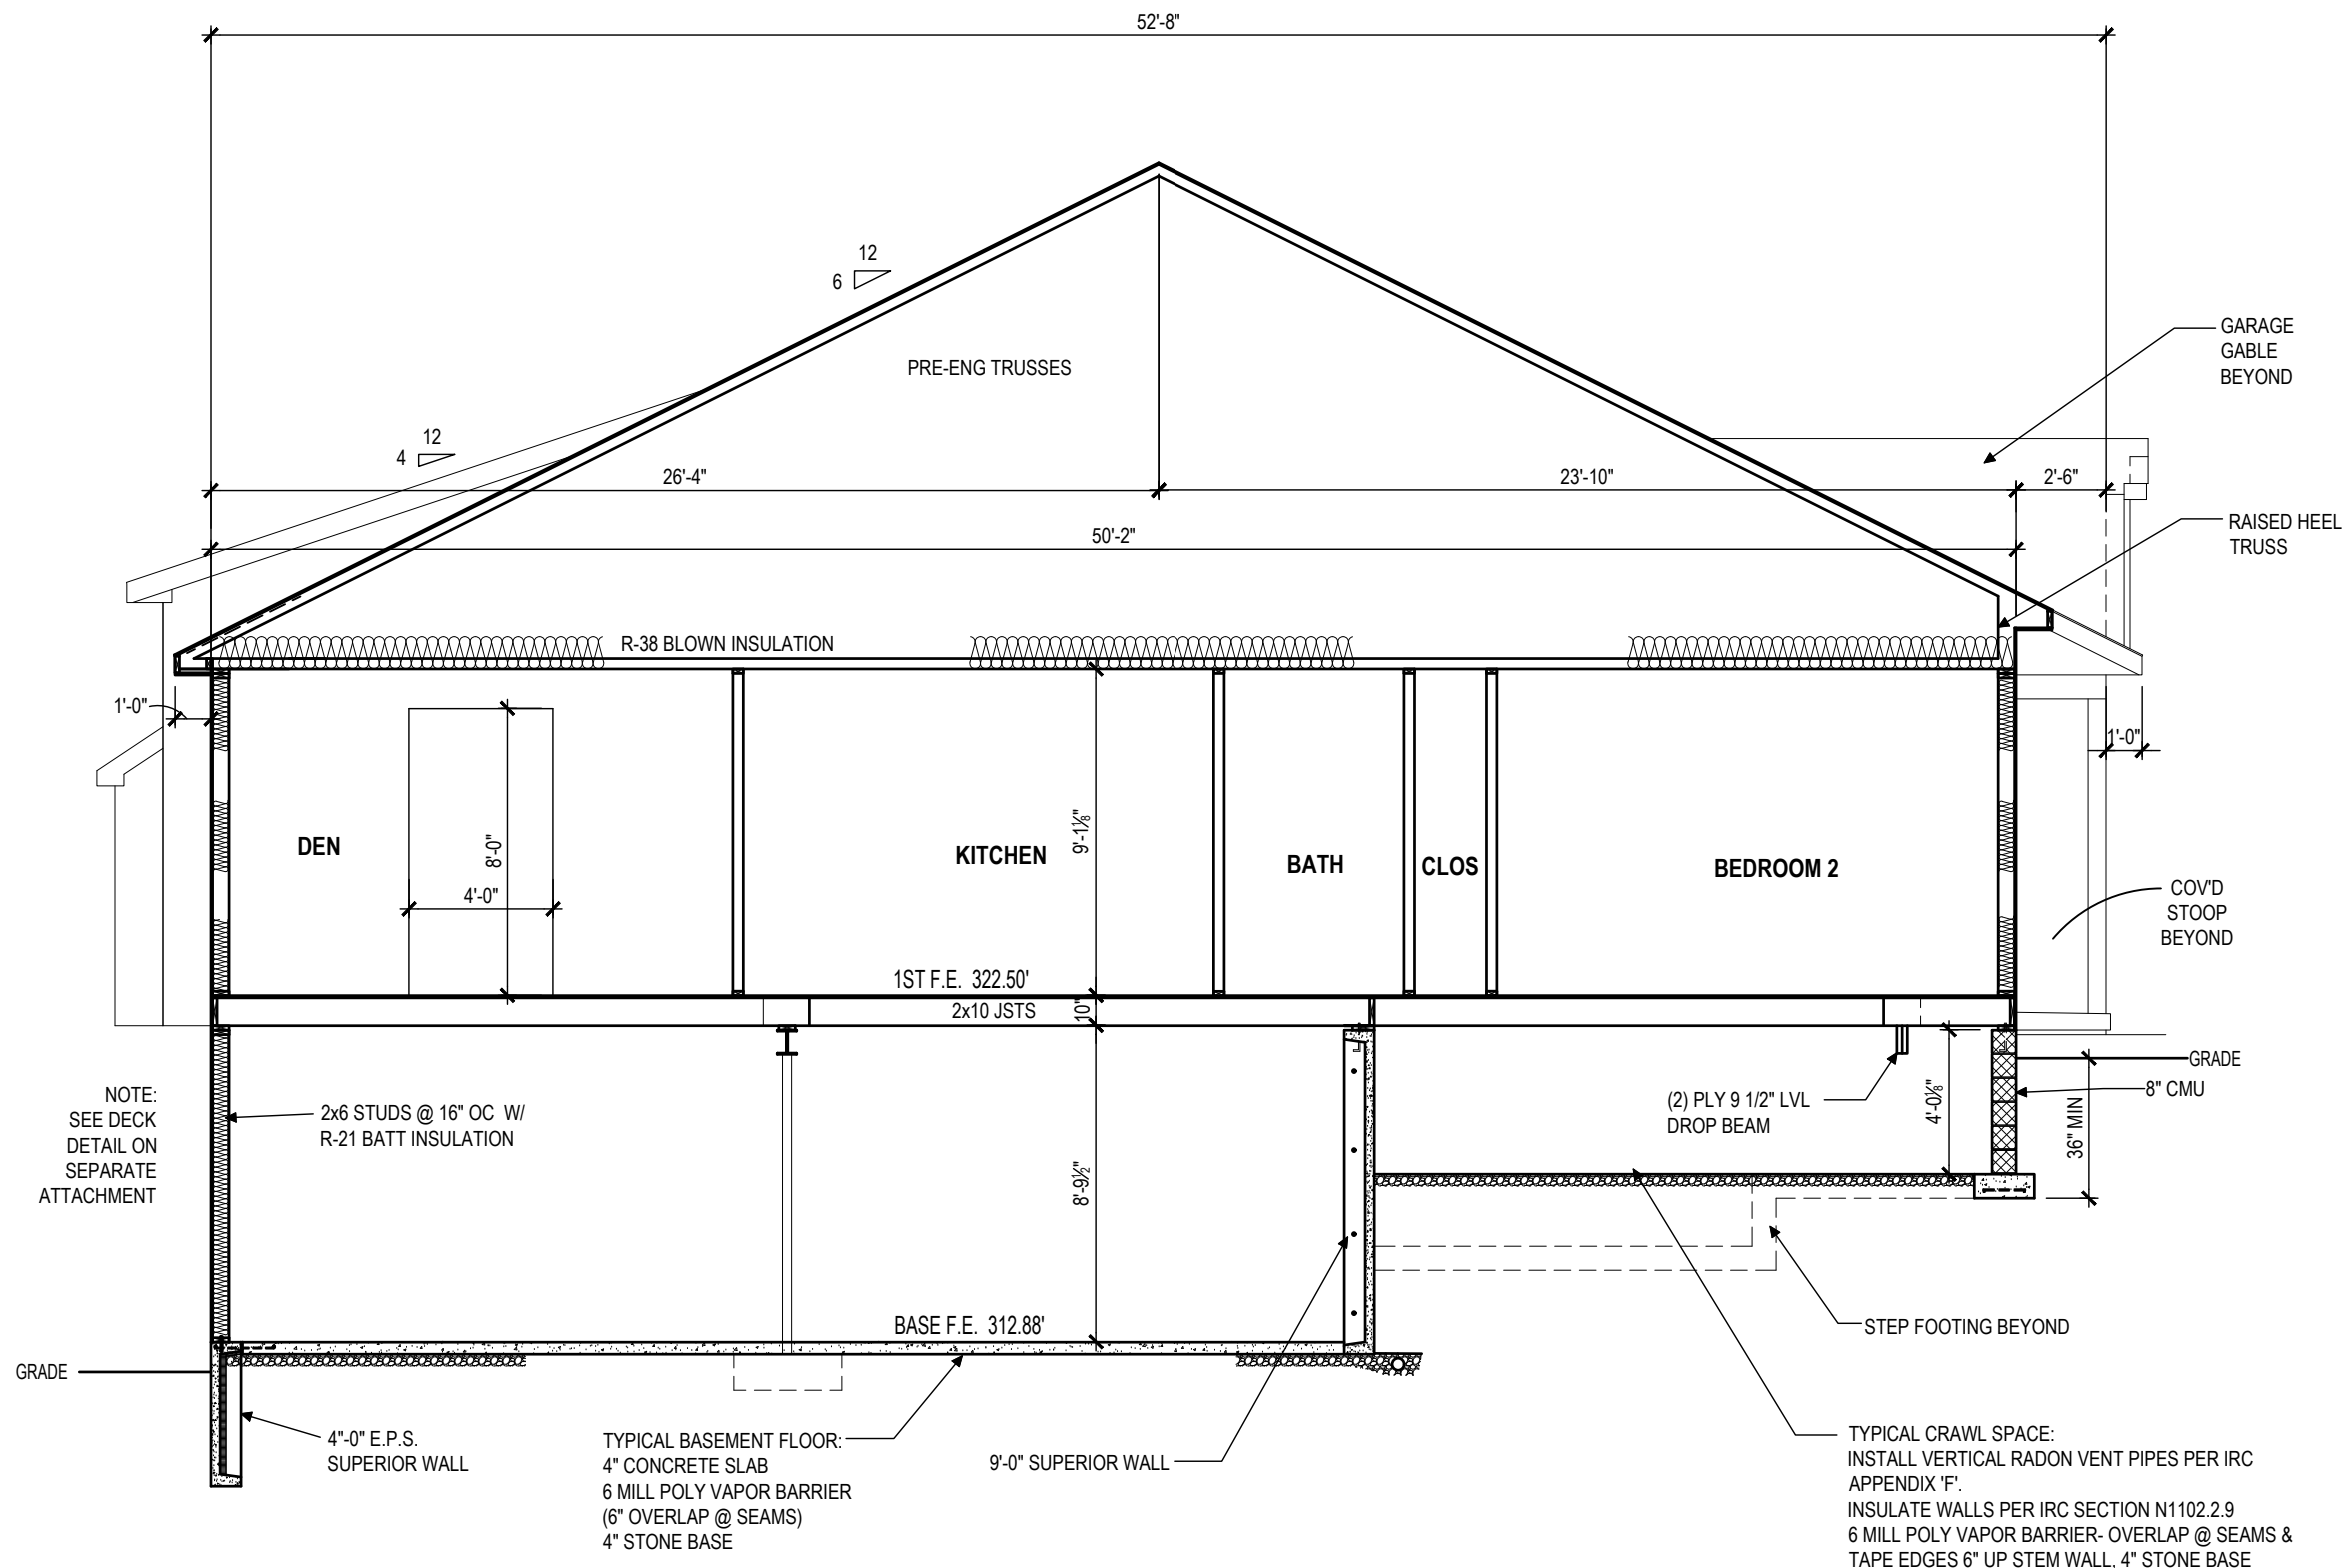 52'-8"
12
6
PRE-ENG TRUSSES
GARAGE
GABLE
BEYOND
12
4
26'-4"
23'-10"
2'-6"
50'-2"
RAISED HEEL
TRUSS
R-38 BLOWN INSULATION
1'-0"
1'-0"
DEN
8'-0"
4'-0"
KITCHEN
9'-1⅛"
BATH
CLOS
BEDROOM 2
COV'D
STOOP
BEYOND
1ST F.E. 322.50'
2x10 JSTS
10"
GRADE
8" CMU
NOTE:
SEE DECK
DETAIL ON
SEPARATE
ATTACHMENT
2x6 STUDS @ 16" OC W/
R-21 BATT INSULATION
(2) PLY 9 1/2" LVL
DROP BEAM
4'-0⅛"
36" MIN
8'-9½"
BASE F.E. 312.88'
STEP FOOTING BEYOND
GRADE
4"-0" E.P.S.
SUPERIOR WALL
TYPICAL BASEMENT FLOOR:
4" CONCRETE SLAB
6 MILL POLY VAPOR BARRIER
(6" OVERLAP @ SEAMS)
4" STONE BASE
9'-0" SUPERIOR WALL
TYPICAL CRAWL SPACE:
INSTALL VERTICAL RADON VENT PIPES PER IRC
APPENDIX 'F'.
INSULATE WALLS PER IRC SECTION N1102.2.9
6 MILL POLY VAPOR BARRIER- OVERLAP @ SEAMS &
TAPE EDGES 6" UP STEM WALL, 4" STONE BASE